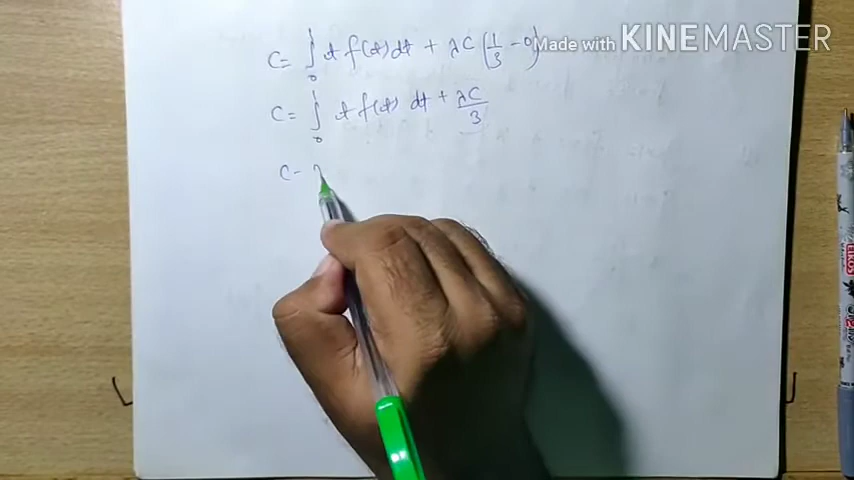 C = ∫₀¹ t f(t) dt + λC (1/3 - 0)
Made with KINEMASTER
C = ∫₀¹ t f(t) dt + λC/3
C -